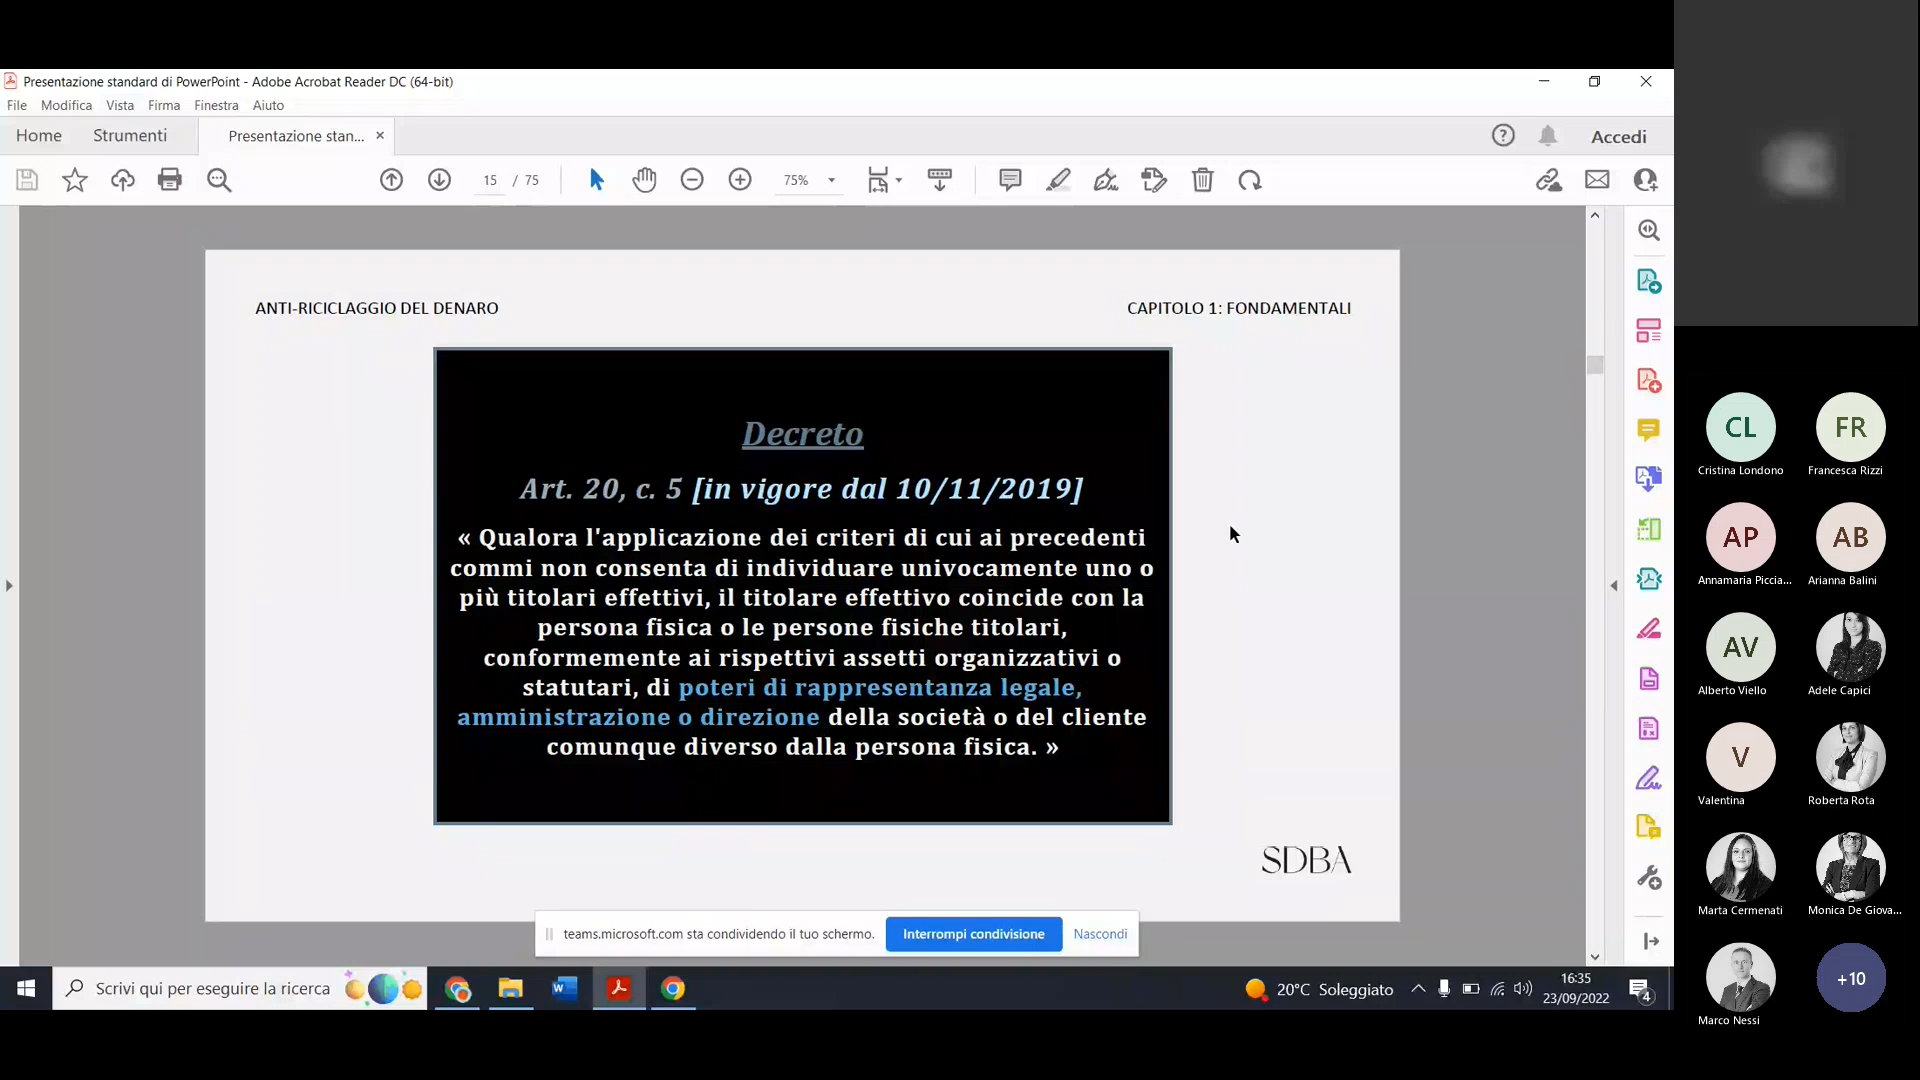 Presentazione standard di PowerPoint - Adobe Acrobat Reader DC (64-bit)
File Modifica Vista Firma Finestra Aiuto
Home Strumenti Presentazione stan... × Accedi
15 / 75 75%
ANTI-RICICLAGGIO DEL DENARO
CAPITOLO 1: FONDAMENTALI
Decreto
Art. 20, c. 5 [in vigore dal 10/11/2019]
« Qualora l'applicazione dei criteri di cui ai precedenti
commi non consenta di individuare univocamente uno o
più titolari effettivi, il titolare effettivo coincide con la
persona fisica o le persone fisiche titolari,
conformemente ai rispettivi assetti organizzativi o
statutari, di poteri di rappresentanza legale,
amministrazione o direzione della società o del cliente
comunque diverso dalla persona fisica. »
SDBA
teams.microsoft.com sta condividendo il tuo schermo. Interrompi condivisione Nascondi
Scrivi qui per eseguire la ricerca
20°C Soleggiato
16:35
23/09/2022
4
CL FR
Cristina Londono Francesca Rizzi
AP AB
Annamaria Piccia... Arianna Balini
AV
Alberto Viello Adele Capici
V
Valentina Roberta Rota
Marta Cermenati Monica De Giova...
+10
Marco Nessi